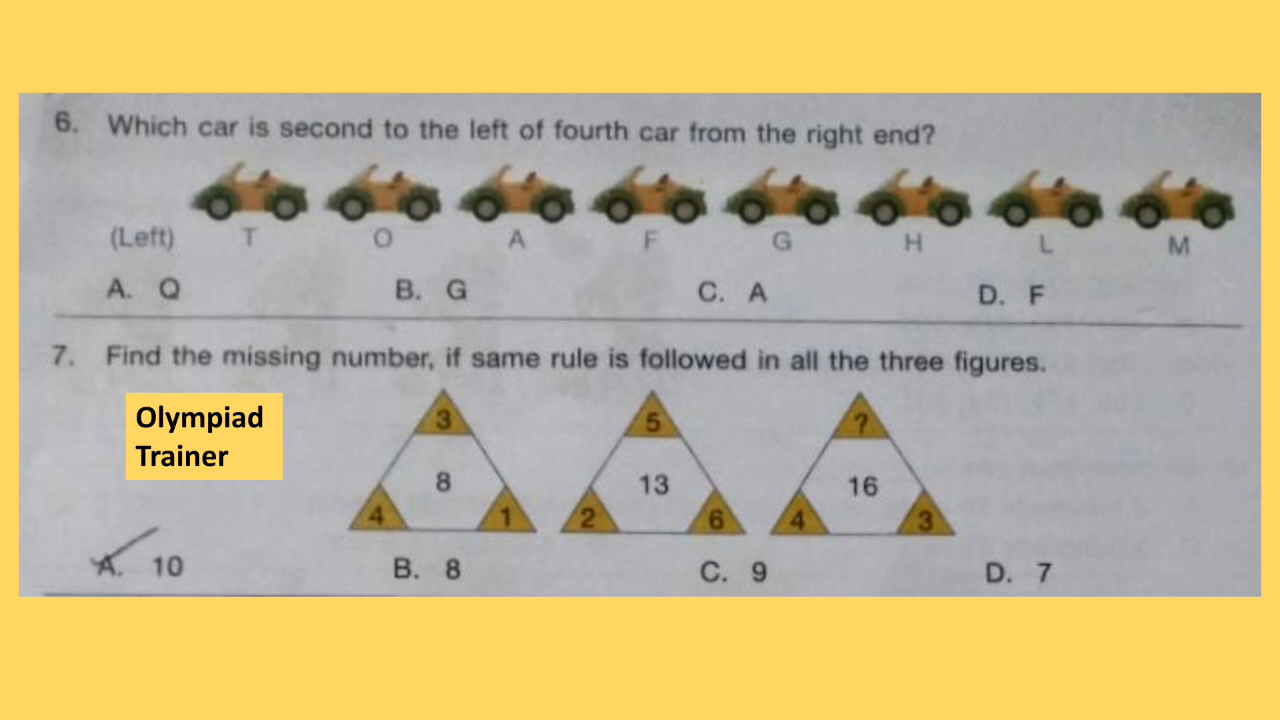 6. Which car is second to the left of fourth car from the right end?
(Left) T O A F G H L M
A. Q B. G C. A D. F
7. Find the missing number, if same rule is followed in all the three figures.
Olympiad
Trainer
3 5 ?
8 13 16
4 1 2 6 4 3
A. 10 B. 8 C. 9 D. 7